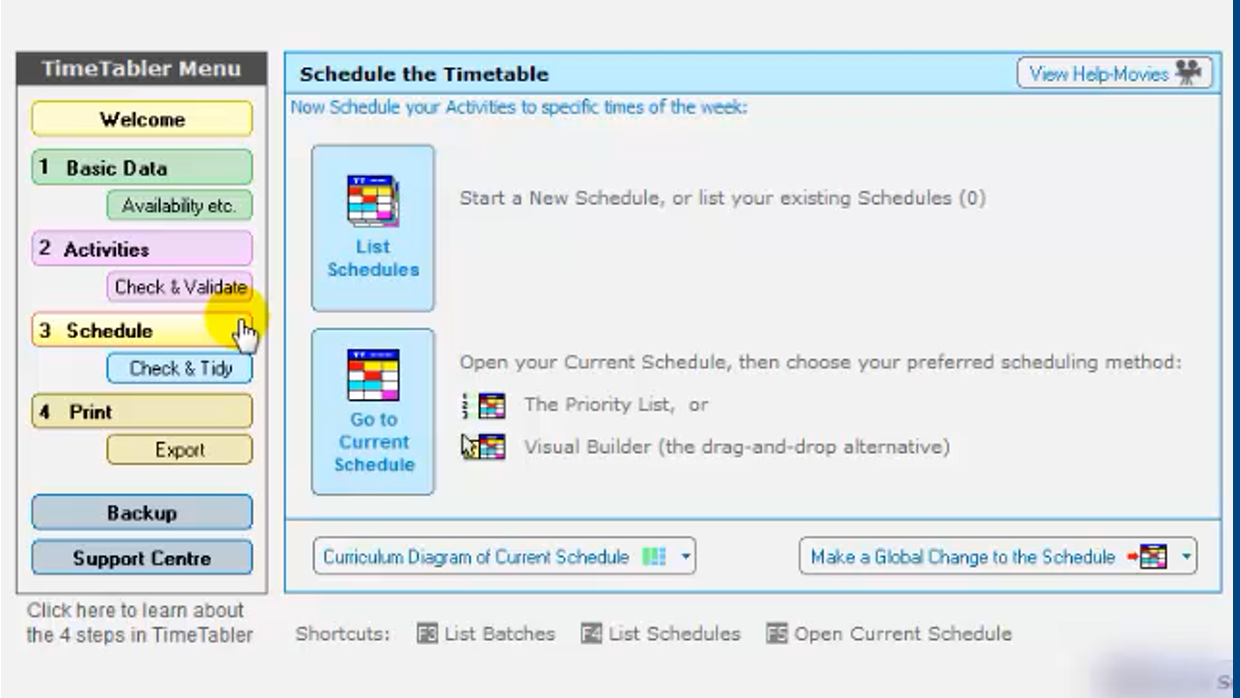 TimeTabler Menu
Welcome
1 Basic Data
Availability etc.
2 Activities
Check & Validate
3 Schedule
Check & Tidy
4 Print
Export
Backup
Support Centre
Click here to learn about
the 4 steps in TimeTabler
Schedule the Timetable
View Help-Movies
Now Schedule your Activities to specific times of the week:
List
Schedules
Start a New Schedule, or list your existing Schedules (0)
Go to
Current
Schedule
Open your Current Schedule, then choose your preferred scheduling method:
The Priority List, or
Visual Builder (the drag-and-drop alternative)
Curriculum Diagram of Current Schedule
Make a Global Change to the Schedule
Shortcuts: F3 List Batches F4 List Schedules F5 Open Current Schedule